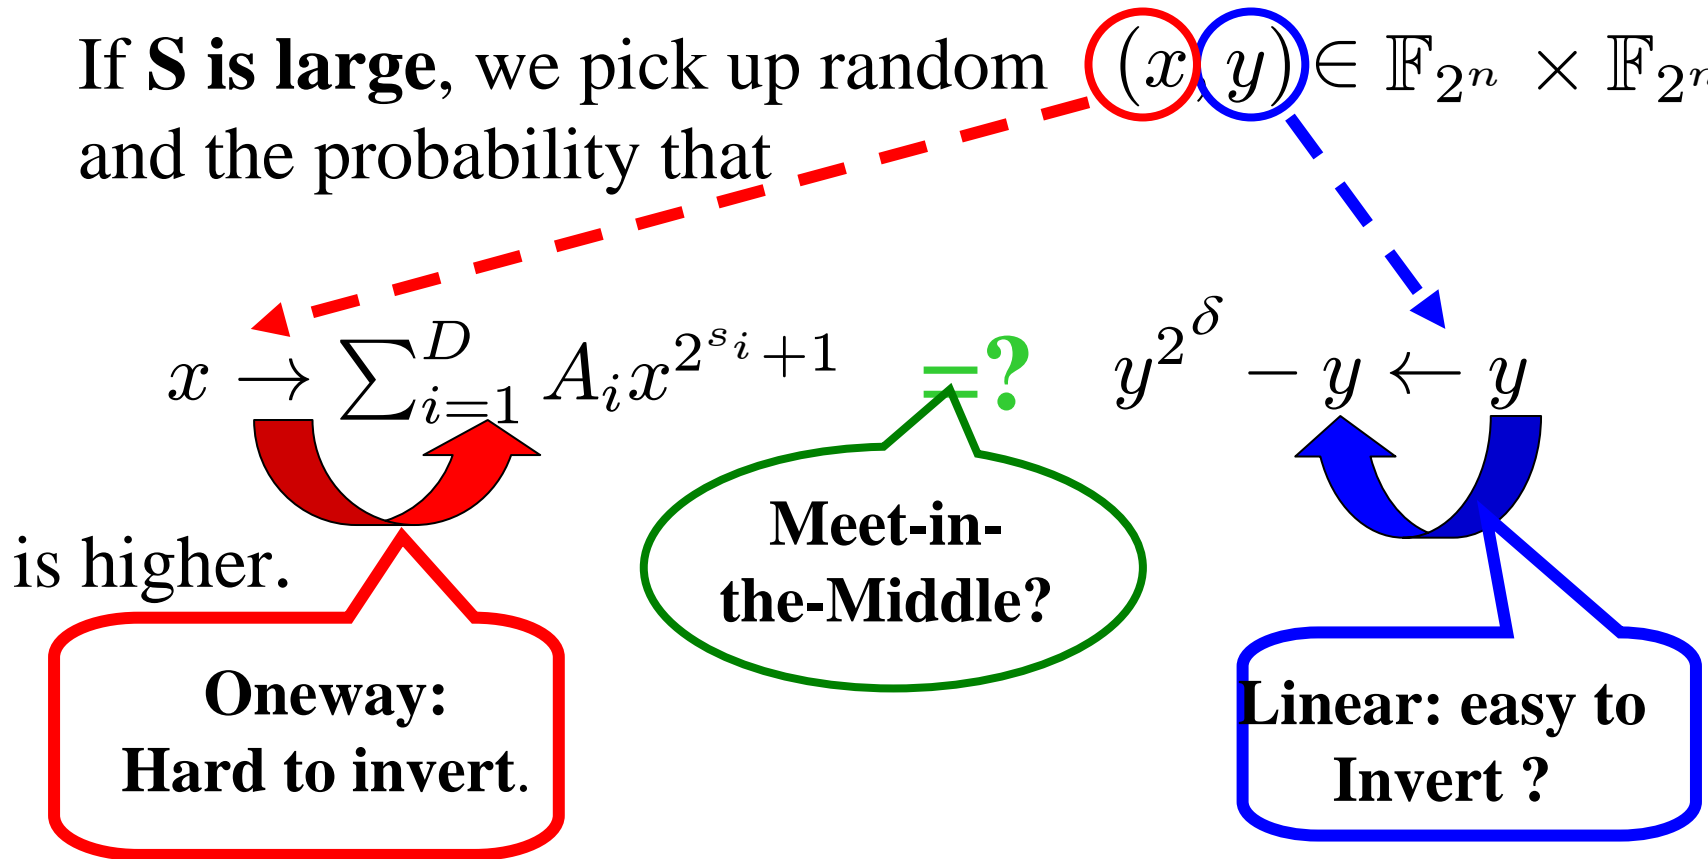 If S is large, we pick up random (x, y) ∈ 𝔽_{2^n} × 𝔽_{2^n}
and the probability that
x → ∑_{i=1}^{D} A_i x^{2^{s_i}+1} =? y^{2^δ} − y ← y
is higher.
Meet-in-
the-Middle?
Oneway:
Hard to invert.
Linear: easy to
Invert ?